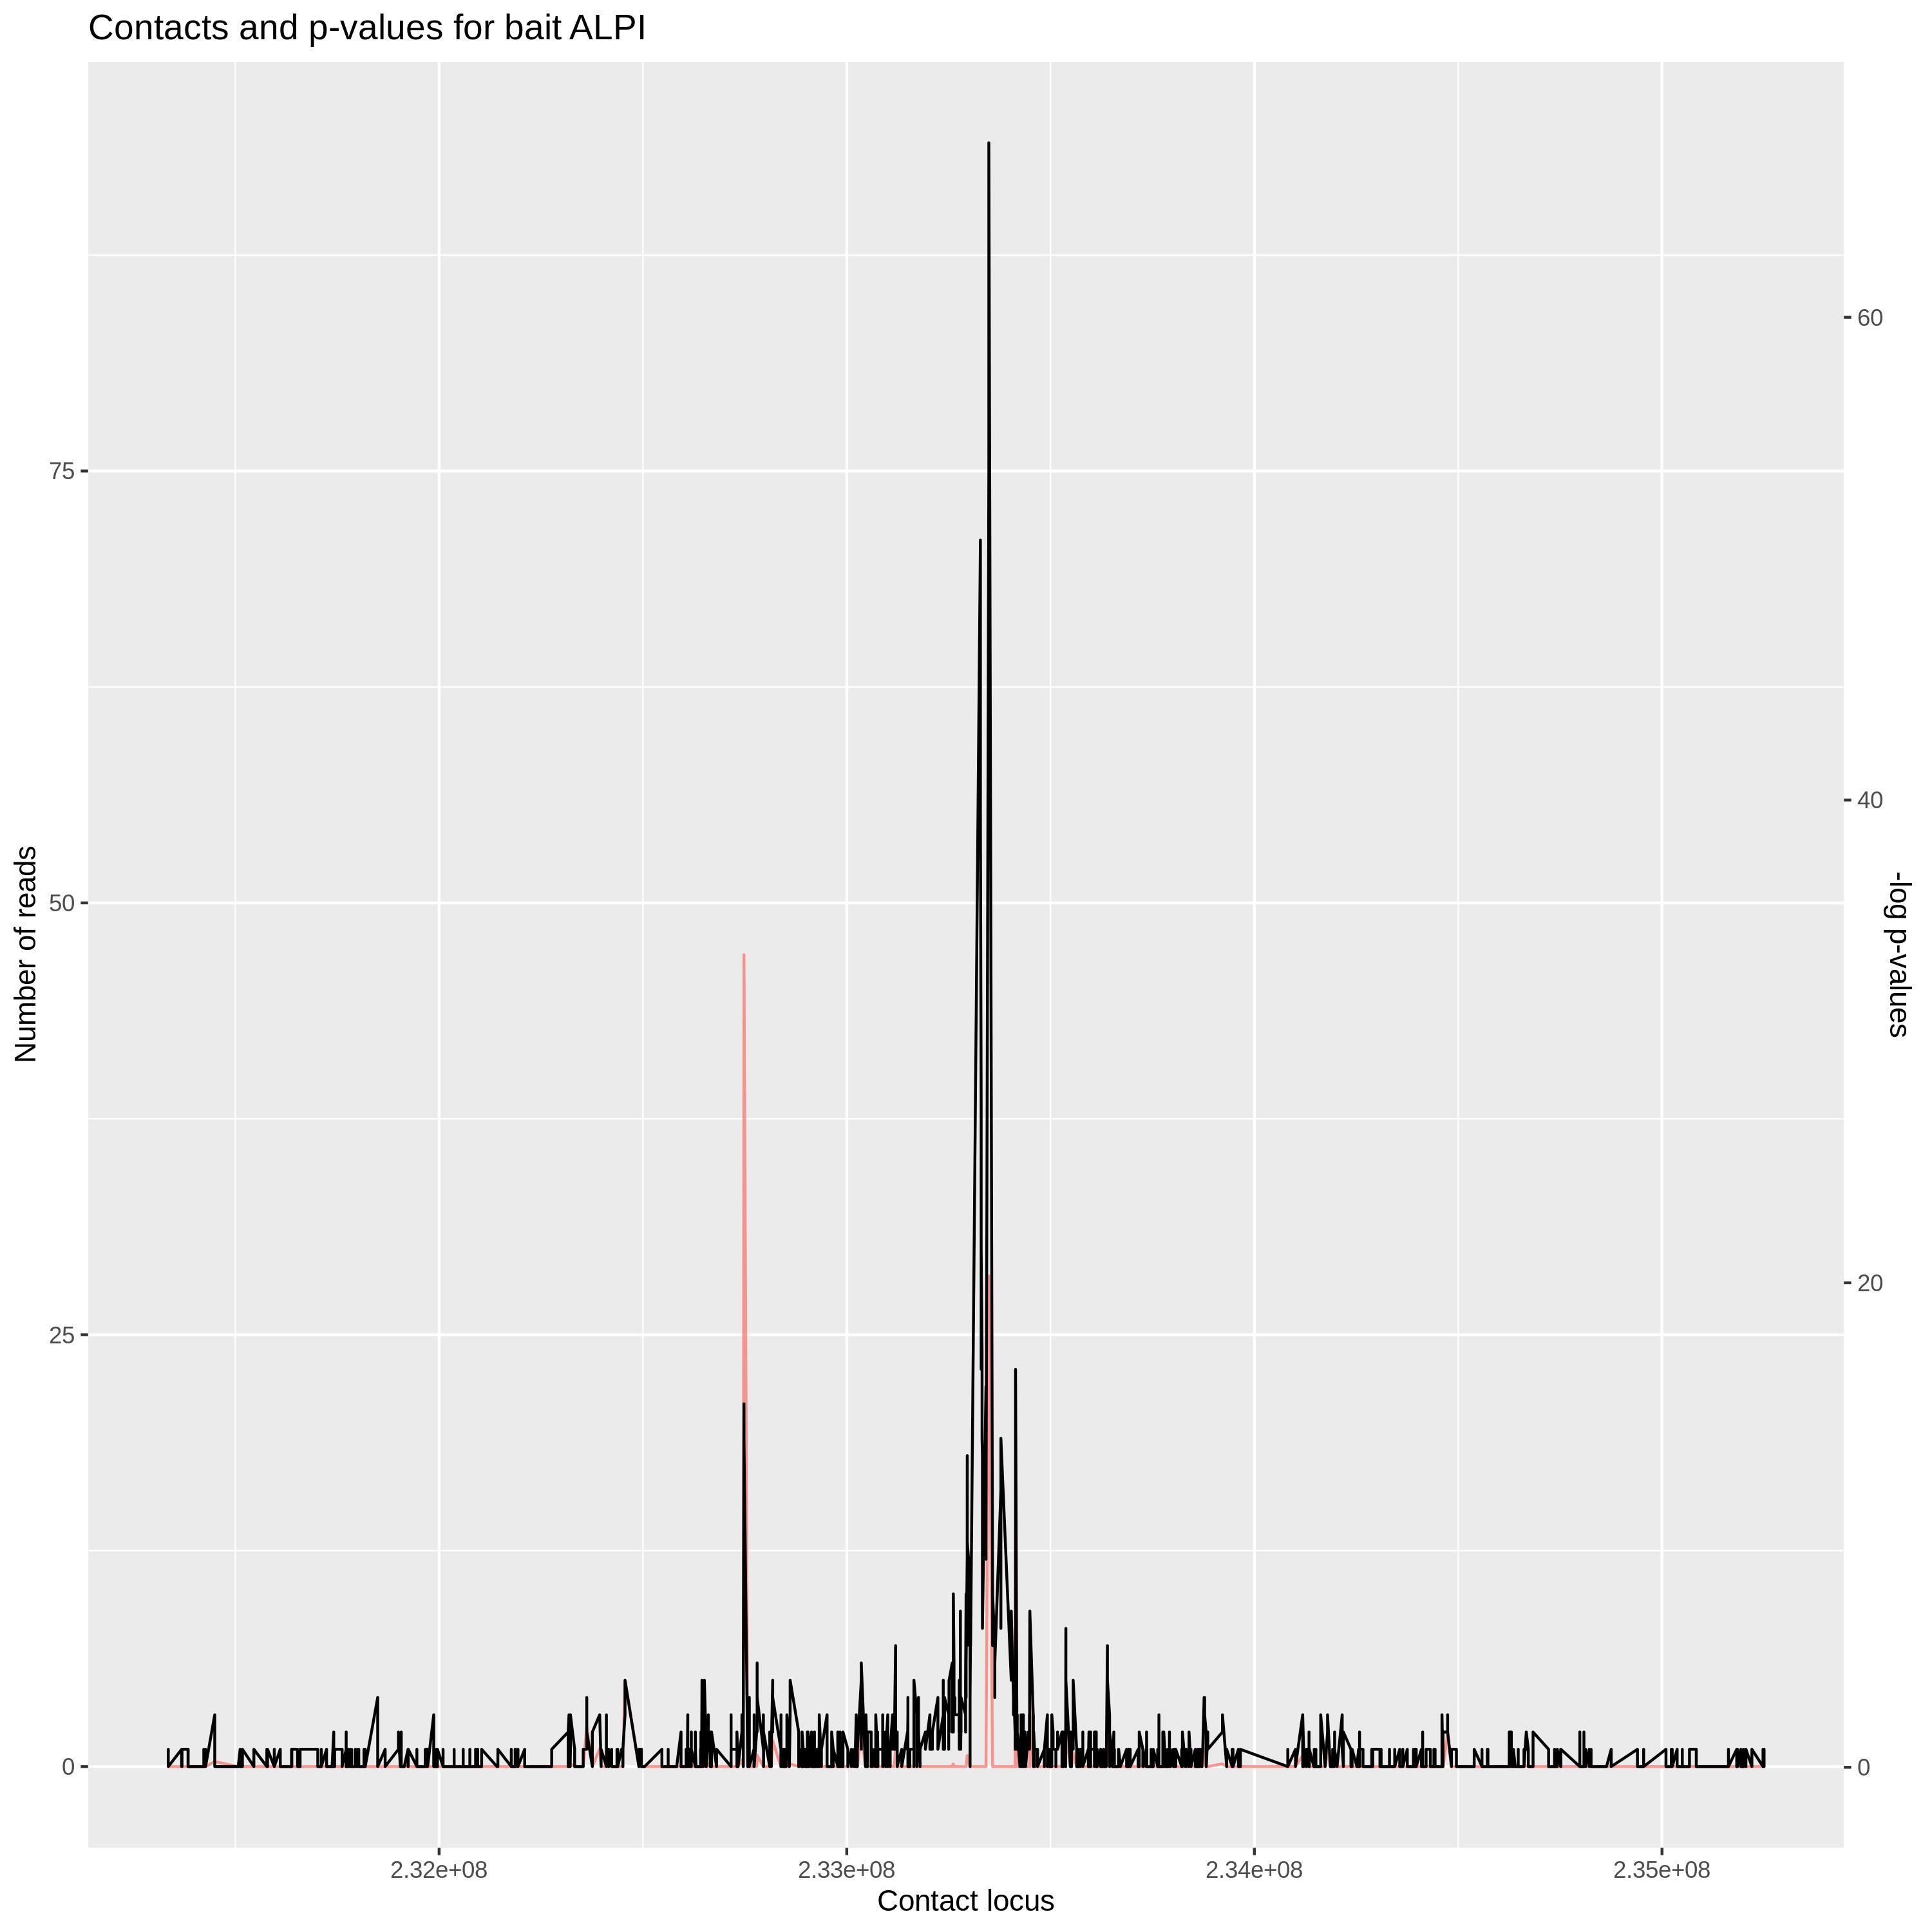 Contacts and p-values for bait ALPI
Number of reads
75
50
25
0
60
40
20
0
-log p-values
2.32e+08
2.33e+08
2.34e+08
2.35e+08
Contact locus